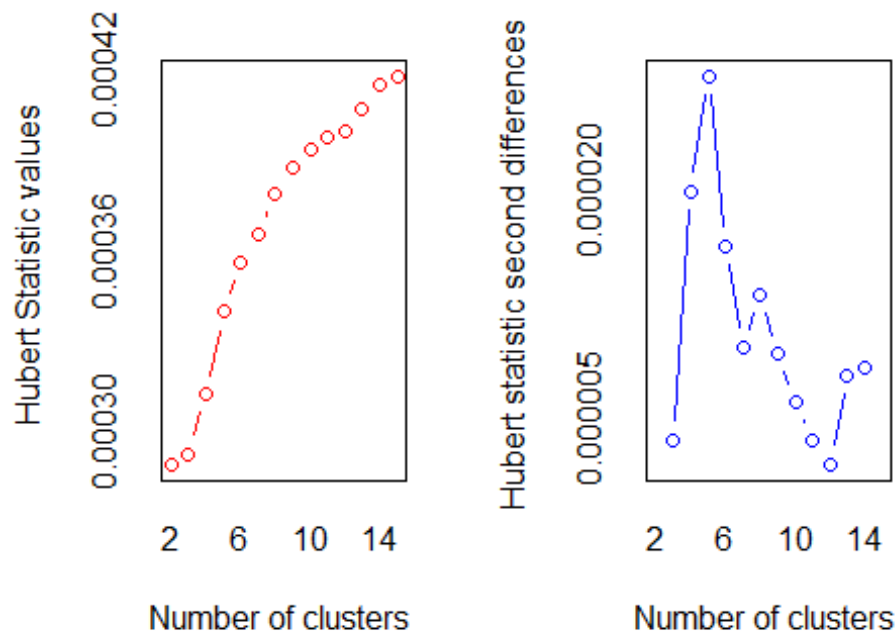 Hubert Statistic values
0.00042
0.00036
0.00030
2 6 10 14
Number of clusters
Hubert statistic second differences
0.000020
0.0000005
2 6 10 14
Number of clusters